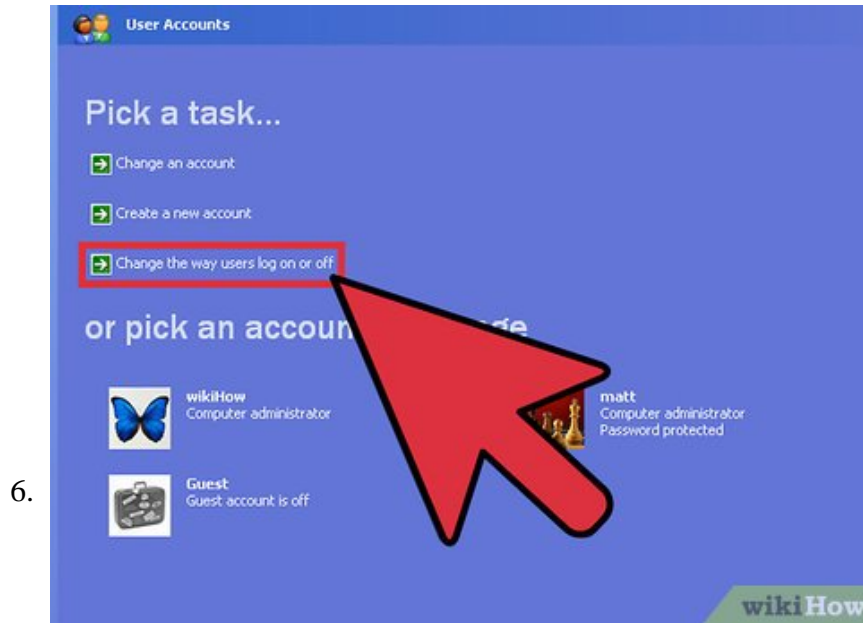 User Accounts
Pick a task...
Change an account
Create a new account
Change the way users log on or off
or pick an accoun
wikiHow
Computer administrator
matt
Computer administrator
Password protected
6.
Guest
Guest account is off
wikiHow